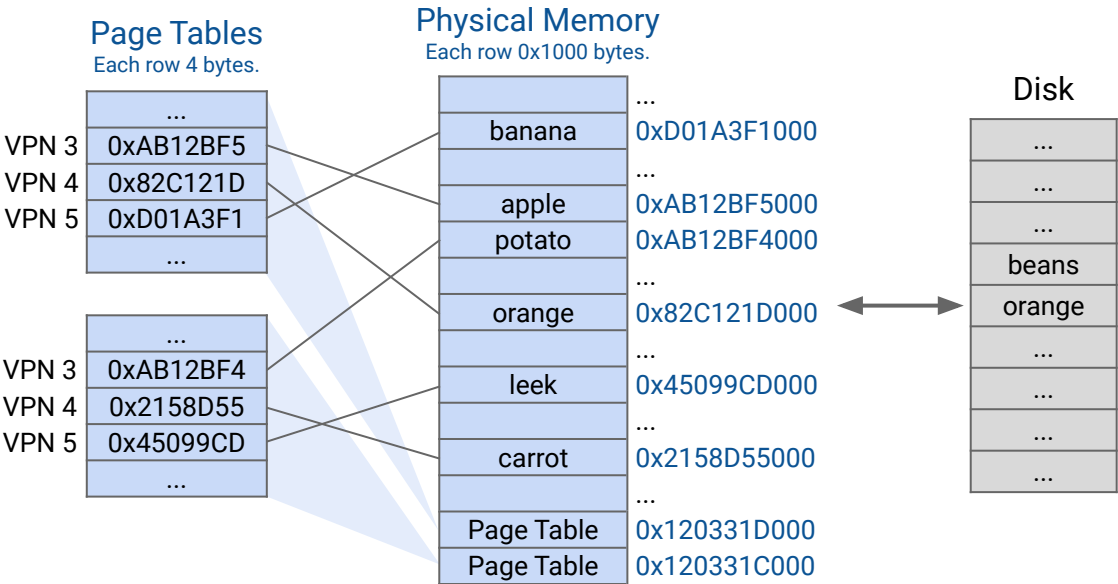 Page Tables
Each row 4 bytes.
...
VPN 3 0xAB12BF5
VPN 4 0x82C121D
VPN 5 0xD01A3F1
...
...
VPN 3 0xAB12BF4
VPN 4 0x2158D55
VPN 5 0x45099CD
...
Physical Memory
Each row 0x1000 bytes.
...
banana 0xD01A3F1000
...
apple 0xAB12BF5000
potato 0xAB12BF4000
...
orange 0x82C121D000
...
leek 0x45099CD000
...
carrot 0x2158D55000
...
Page Table 0x120331D000
Page Table 0x120331C000
Disk
...
...
...
beans
orange
...
...
...
...